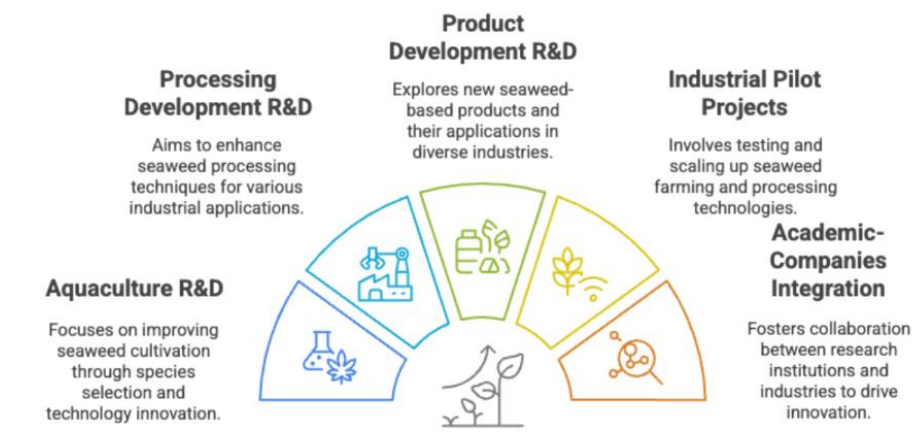 Product
Development R&D
Explores new seaweed-
based products and
their applications in
diverse industries.
Processing
Development R&D
Aims to enhance
seaweed processing
techniques for various
industrial applications.
Industrial Pilot
Projects
Involves testing and
scaling up seaweed
farming and processing
technologies.
Aquaculture R&D
Focuses on improving
seaweed cultivation
through species
selection and
technology innovation.
Academic-
Companies
Integration
Fosters collaboration
between research
institutions and
industries to drive
innovation.